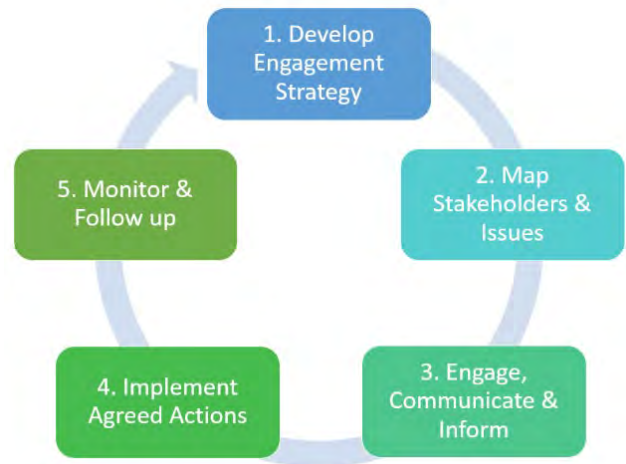 1. Develop
Engagement
Strategy
2. Map
Stakeholders &
Issues
3. Engage,
Communicate &
Inform
4. Implement
Agreed Actions
5. Monitor &
Follow up